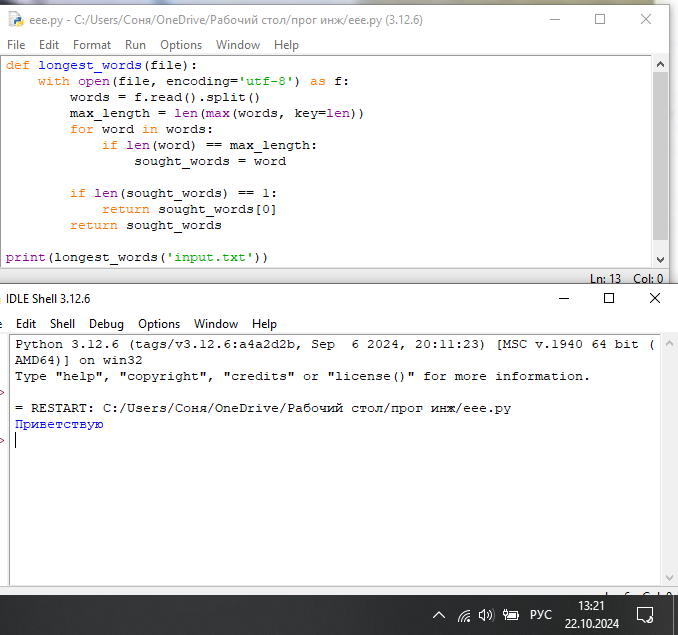 eee.py - C:/Users/Соня/OneDrive/Рабочий стол/прог инж/eee.py (3.12.6)
File Edit Format Run Options Window Help
def longest_words(file):
    with open(file, encoding='utf-8') as f:
        words = f.read().split()
        max_length = len(max(words, key=len))
        for word in words:
            if len(word) == max_length:
                sought_words = word
        if len(sought_words) == 1:
            return sought_words[0]
        return sought_words
print(longest_words('input.txt'))
Ln: 13 Col: 0
IDLE Shell 3.12.6
Edit Shell Debug Options Window Help
Python 3.12.6 (tags/v3.12.6:a4a2d2b, Sep  6 2024, 20:11:23) [MSC v.1940 64 bit (
AMD64)] on win32
Type "help", "copyright", "credits" or "license()" for more information.
= RESTART: C:/Users/Соня/OneDrive/Рабочий стол/прог инж/eee.py
Приветствую
РУС
13:21
22.10.2024